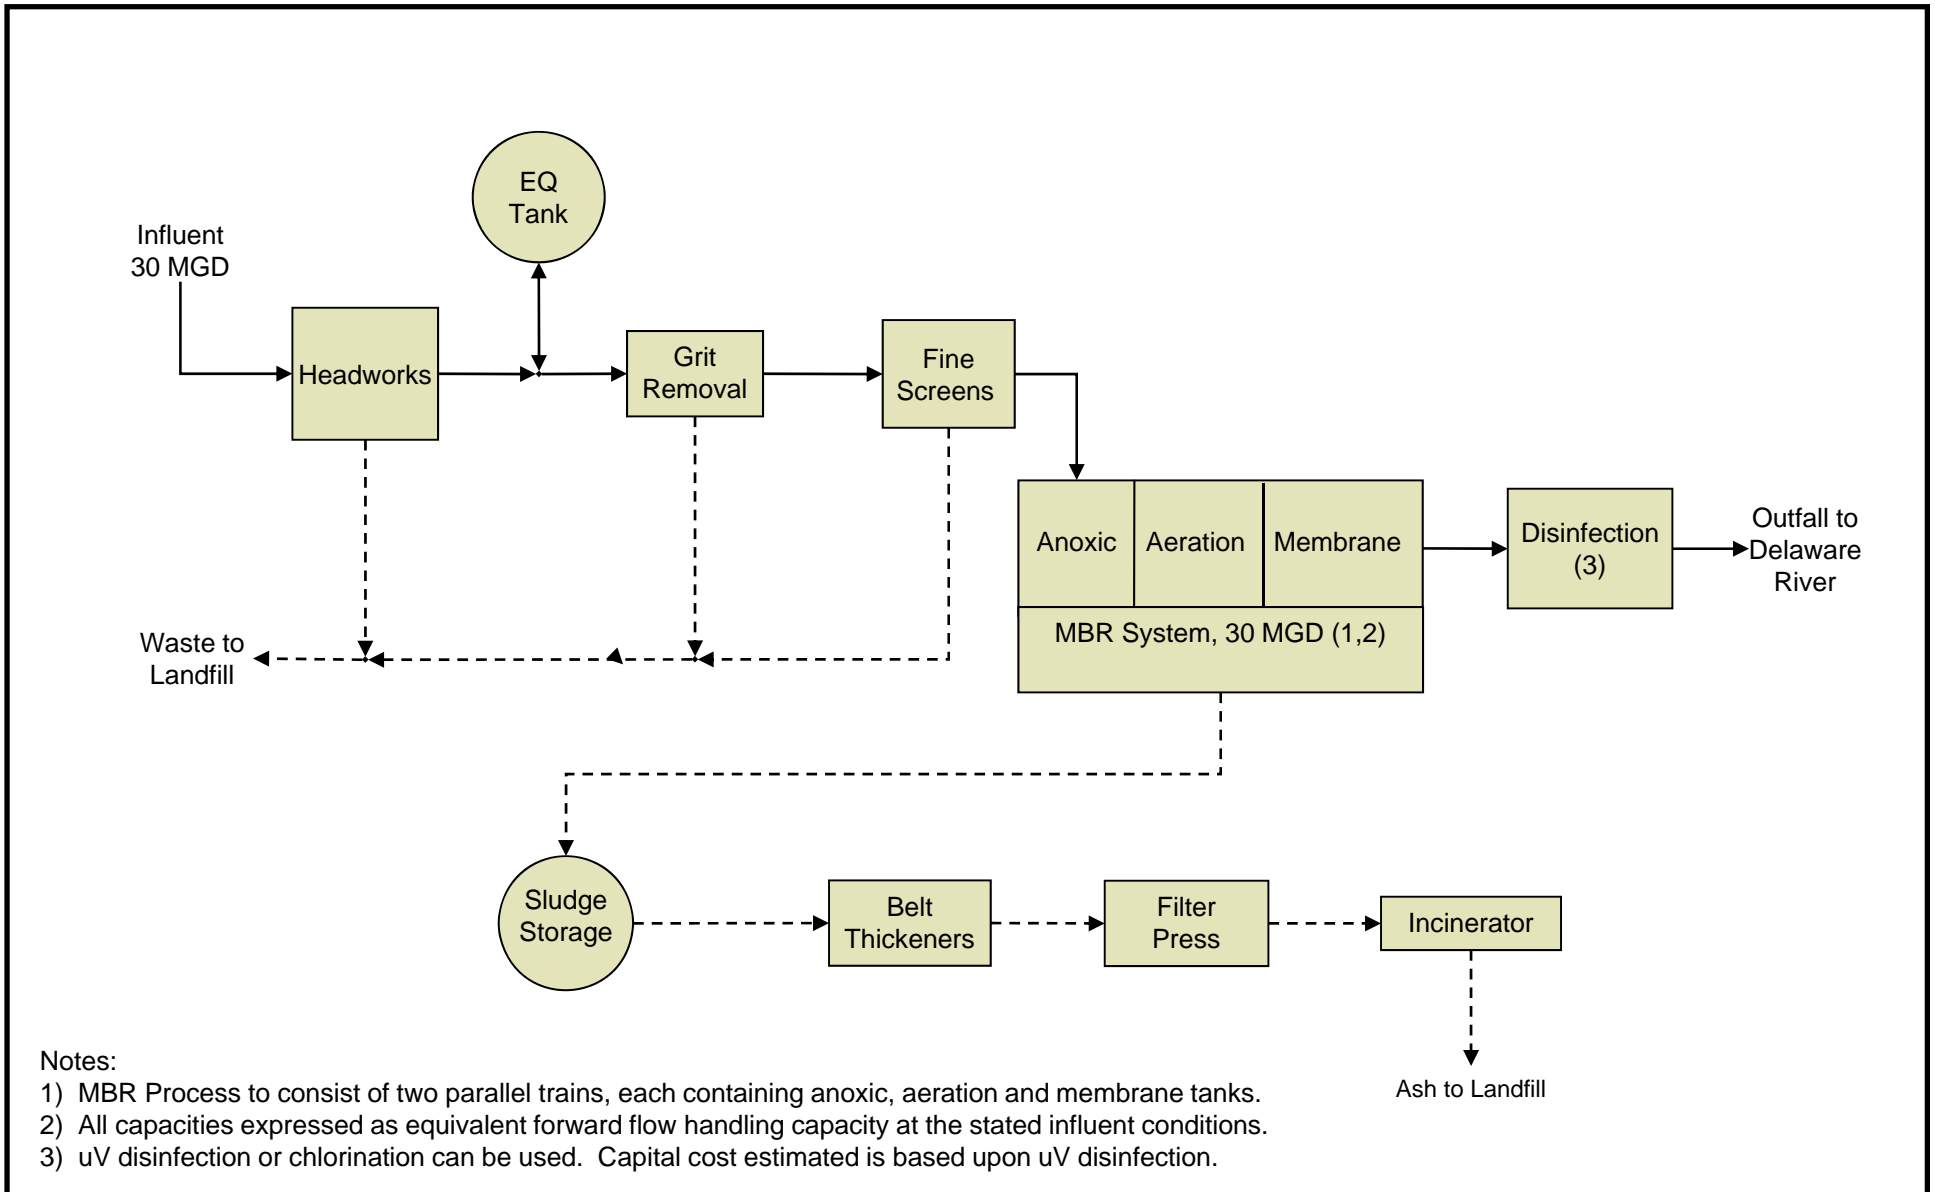 EQ
Tank
Influent
30 MGD
Headworks
Grit
Removal
Fine
Screens
Anoxic
Aeration
Membrane
MBR System, 30 MGD (1,2)
Disinfection
(3)
Outfall to
Delaware
River
Waste to
Landfill
Sludge
Storage
Belt
Thickeners
Filter
Press
Incinerator
Ash to Landfill
Notes:
1) MBR Process to consist of two parallel trains, each containing anoxic, aeration and membrane tanks.
2) All capacities expressed as equivalent forward flow handling capacity at the stated influent conditions.
3) uV disinfection or chlorination can be used. Capital cost estimated is based upon uV disinfection.